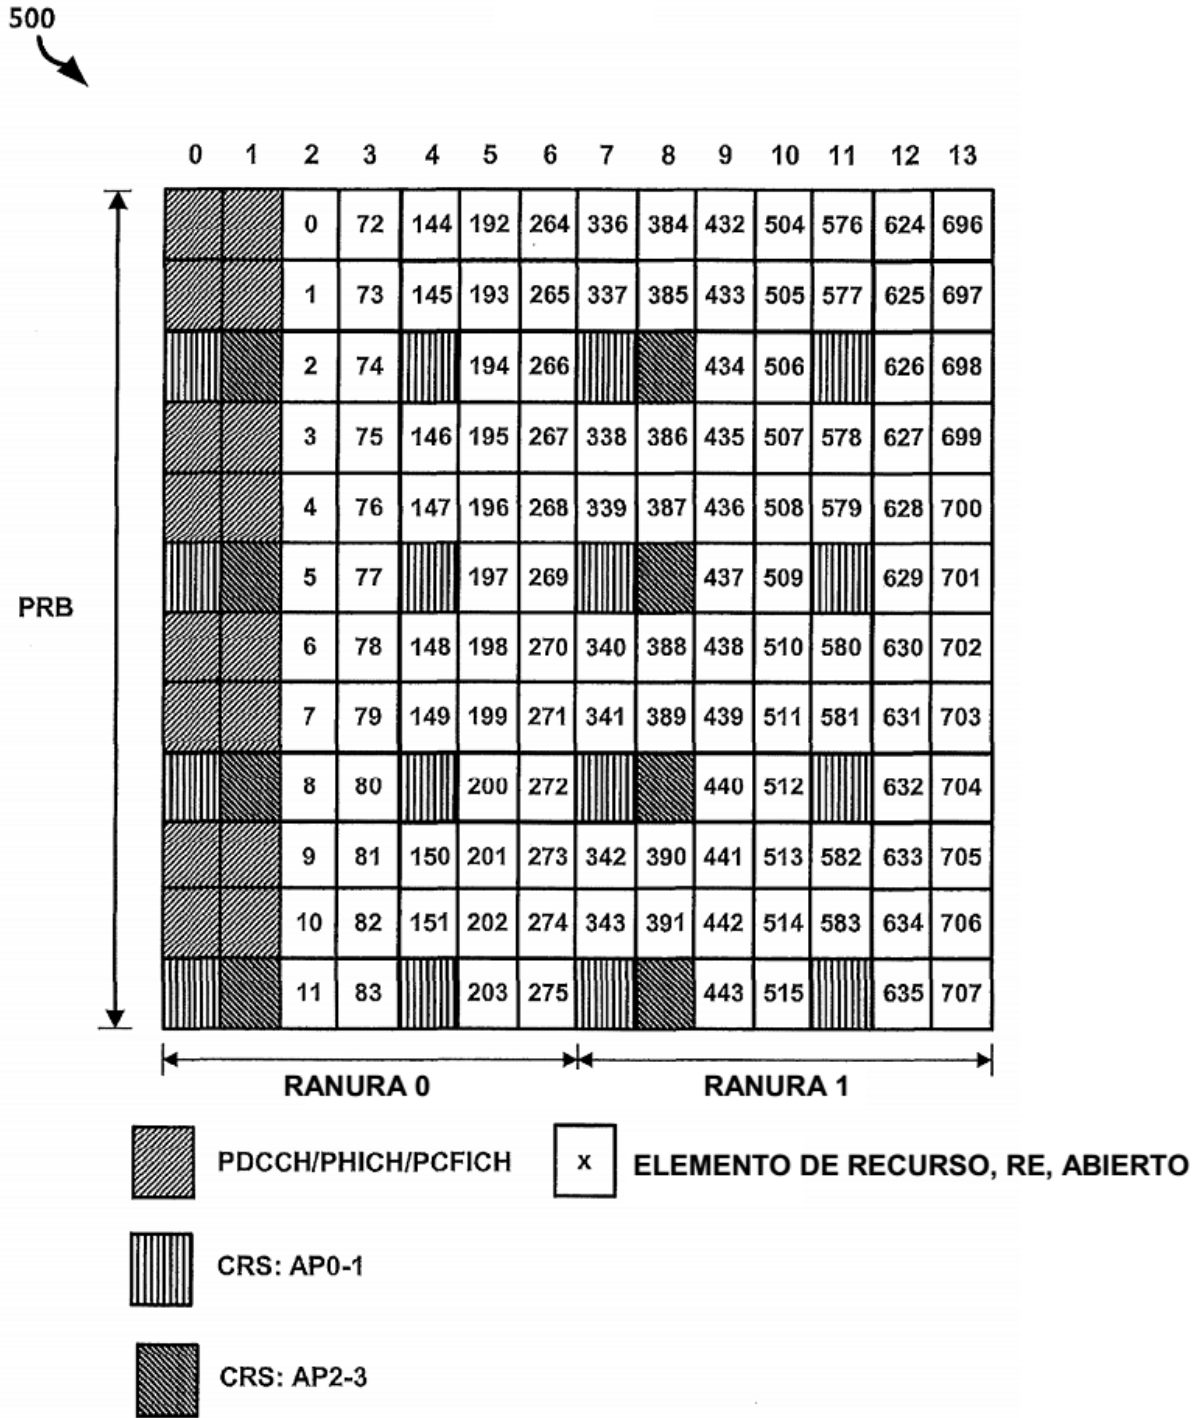 500
0 1 2 3 4 5 6 7 8 9 10 11 12 13
0 72 144 192 264 336 384 432 504 576 624 696
1 73 145 193 265 337 385 433 505 577 625 697
2 74 194 266 434 506 626 698
3 75 146 195 267 338 386 435 507 578 627 699
4 76 147 196 268 339 387 436 508 579 628 700
5 77 197 269 437 509 629 701
PRB
6 78 148 198 270 340 388 438 510 580 630 702
7 79 149 199 271 341 389 439 511 581 631 703
8 80 200 272 440 512 632 704
9 81 150 201 273 342 390 441 513 582 633 705
10 82 151 202 274 343 391 442 514 583 634 706
11 83 203 275 443 515 635 707
RANURA 0 RANURA 1
PDCCH/PHICH/PCFICH
X ELEMENTO DE RECURSO, RE, ABIERTO
CRS: AP0-1
CRS: AP2-3